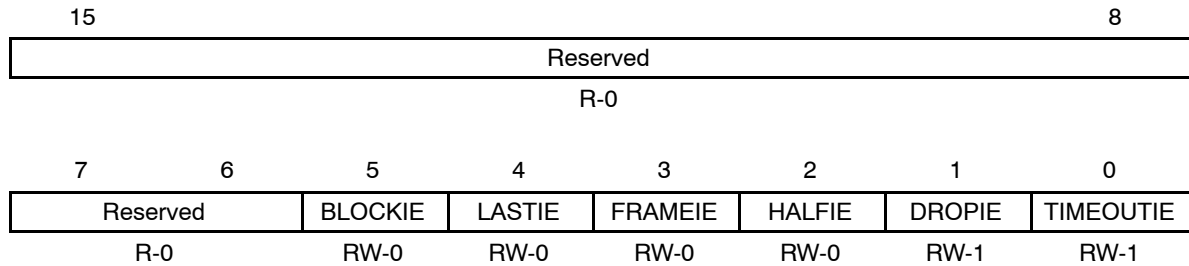 15 8
Reserved
R-0
7 6 5 4 3 2 1 0
Reserved BLOCKIE LASTIE FRAMEIE HALFIE DROPIE TIMEOUTIE
R-0 RW-0 RW-0 RW-0 RW-0 RW-1 RW-1